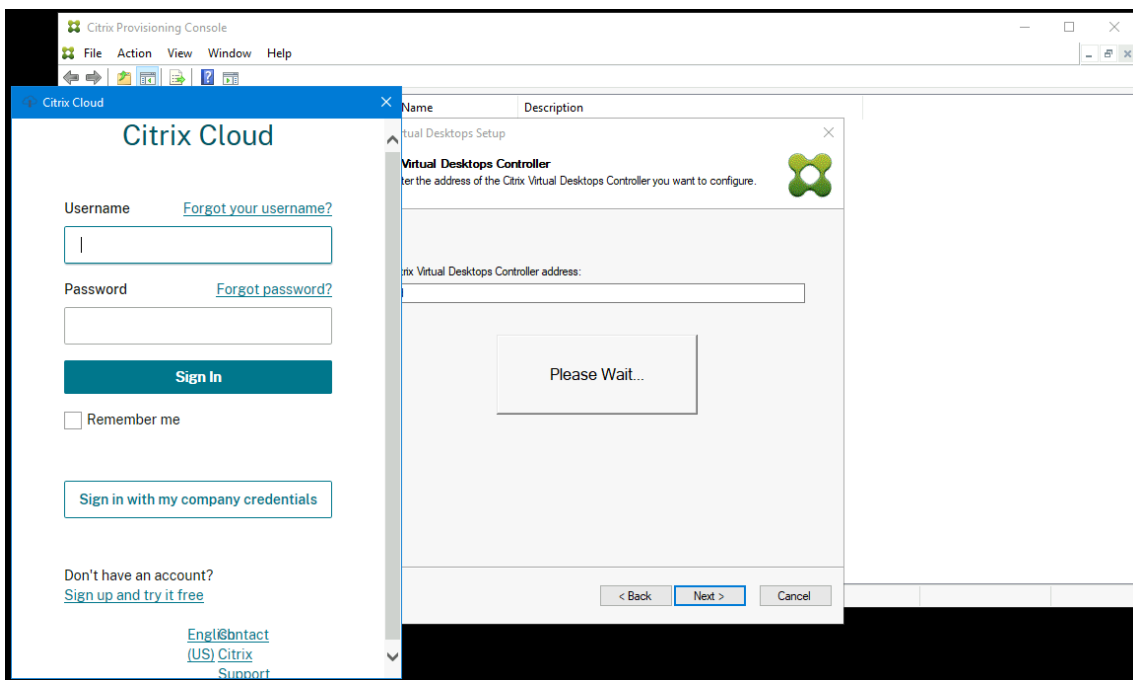 Citrix Provisioning Console
File Action View Window Help
Citrix Cloud
Name Description
Citrix Cloud
Username Forgot your username?
Password Forgot password?
Sign In
Remember me
Sign in with my company credentials
Don't have an account?
Sign up and try it free
English Contact
(US) Citrix
Support
Desktops Setup
Virtual Desktops Controller
the address of the Citrix Virtual Desktops Controller you want to configure.
Virtual Desktops Controller address:
Please Wait...
< Back Next > Cancel